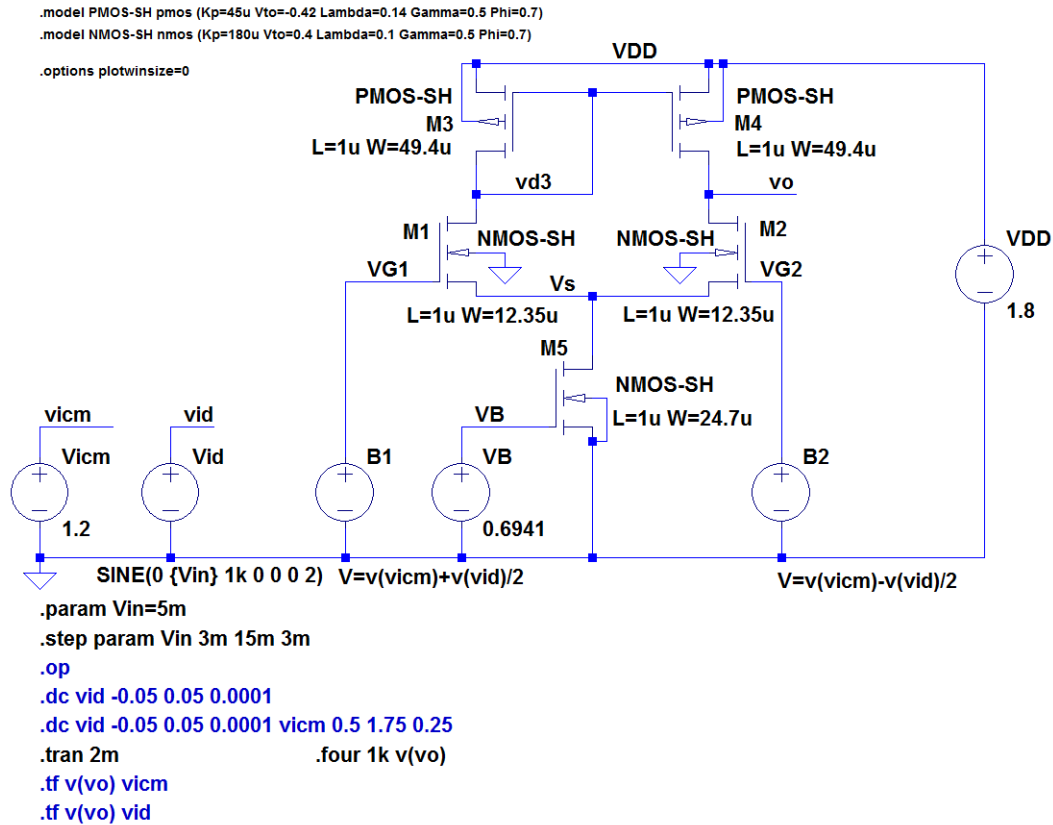 .model PMOS-SH pmos (Kp=45u Vto=-0.42 Lambda=0.14 Gamma=0.5 Phi=0.7)
.model NMOS-SH nmos (Kp=180u Vto=0.4 Lambda=0.1 Gamma=0.5 Phi=0.7)
.options plotwinsize=0
VDD
PMOS-SH
M3
L=1u W=49.4u
PMOS-SH
M4
L=1u W=49.4u
vd3
vo
M1
NMOS-SH
VG1
L=1u W=12.35u
NMOS-SH
M2
VG2
L=1u W=12.35u
Vs
VDD
1.8
M5
NMOS-SH
L=1u W=24.7u
vicm
Vicm
1.2
vid
Vid
SINE(0 {Vin} 1k 0 0 0 2)
B1
V=v(vicm)+v(vid)/2
VB
VB
0.6941
B2
V=v(vicm)-v(vid)/2
.param Vin=5m
.step param Vin 3m 15m 3m
.op
.dc vid -0.05 0.05 0.0001
.dc vid -0.05 0.05 0.0001 vicm 0.5 1.75 0.25
.tran 2m
.four 1k v(vo)
.tf v(vo) vicm
.tf v(vo) vid